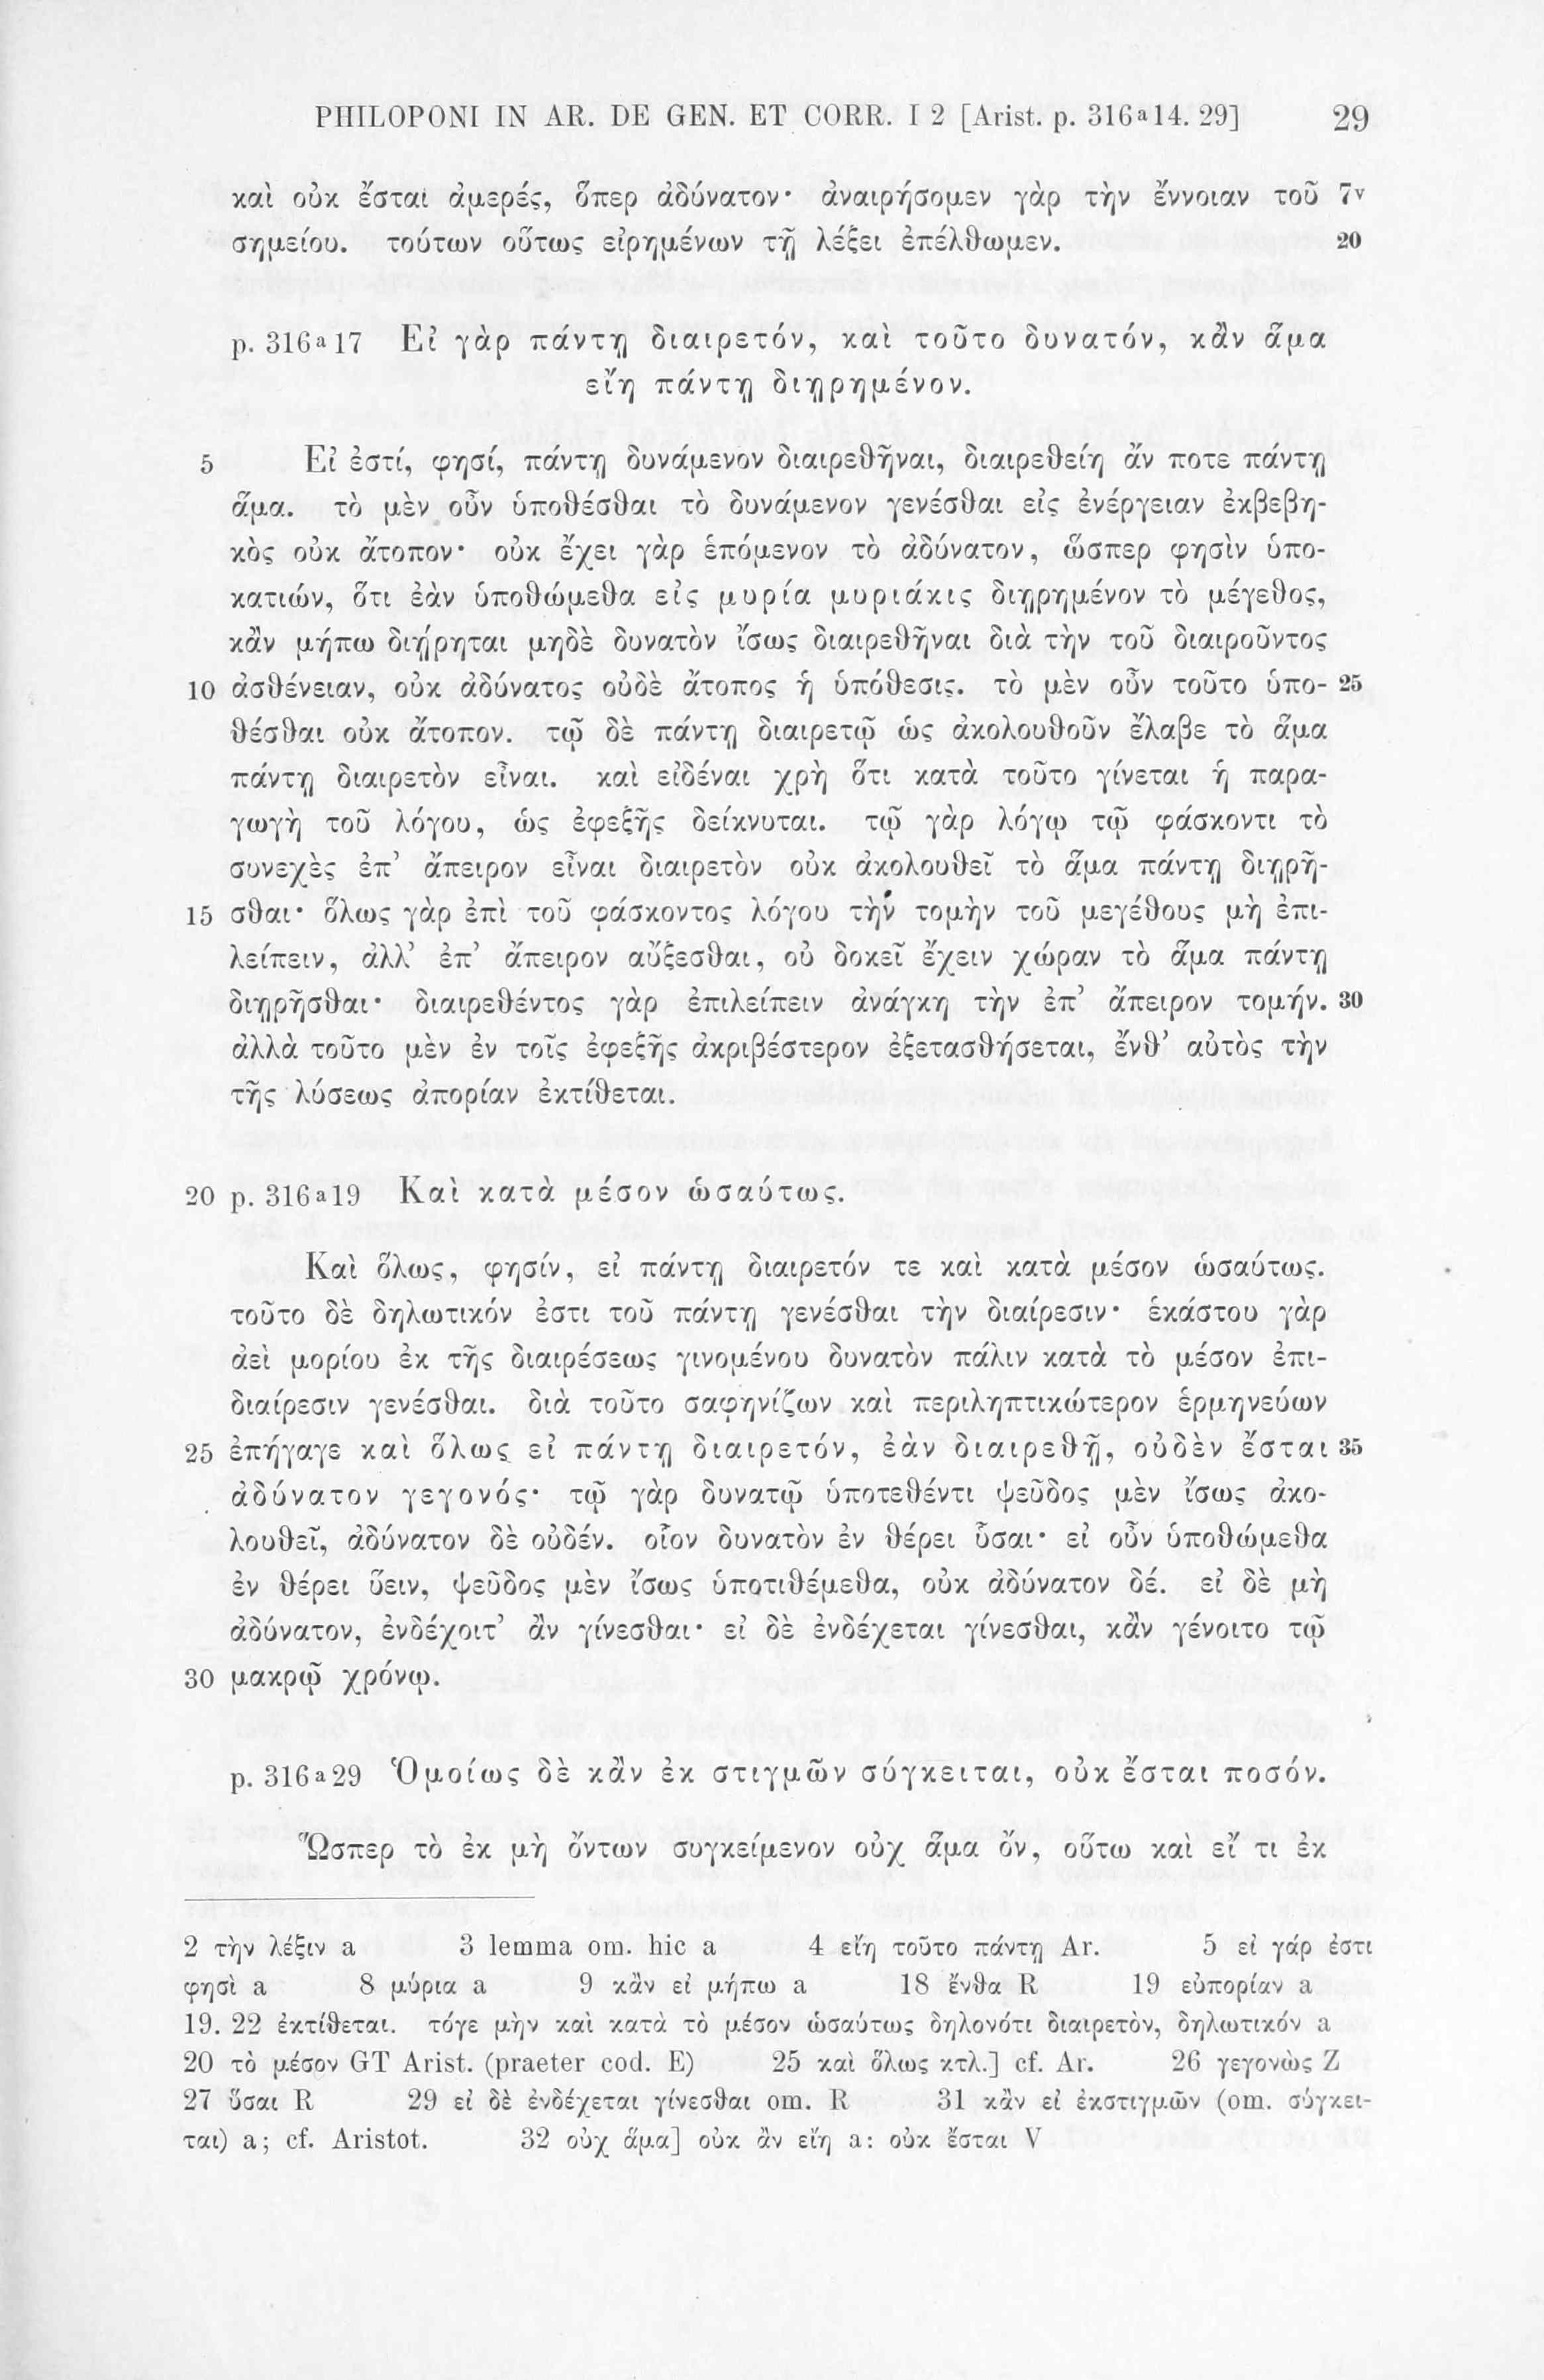 PHILOPONI IN AR. DE GEN. ET CORR. I 2 [Arist. p. 316ª14. 29] 29
καὶ οὐκ ἔσται ἀμερές, ὅπερ ἀδύνατον· ἀναιρήσομεν γὰρ τὴν ἔννοιαν τοῦ 7v
σημείου. τούτων οὕτως εἰρημένων τῇ λέξει ἐπέλθωμεν. 20
p. 316ª17 Εἰ γὰρ πάντῃ διαιρετόν, καὶ τοῦτο δυνατόν, κἂν ἅμα
εἴη πάντῃ διῃρημένον.
5 Εἰ ἐστί, φησί, πάντῃ δυνάμενον διαιρεθῆναι, διαιρεθείη ἄν ποτε πάντῃ
ἅμα. τὸ μὲν οὖν ὑποθέσθαι τὸ δυνάμενον γενέσθαι εἰς ἐνέργειαν ἐκβεβη-
κὸς οὐκ ἄτοπον· οὐκ ἔχει γὰρ ἑπόμενον τὸ ἀδύνατον, ὥσπερ φησὶν ὑπο-
κατιών, ὅτι ἐὰν ὑποθώμεθα εἰς μυρία μυριάκις διῃρημένον τὸ μέγεθος,
κἂν μήπω διῄρηται μηδὲ δυνατὸν ἴσως διαιρεθῆναι διὰ τὴν τοῦ διαιροῦντος
10 ἀσθένειαν, οὐκ ἀδύνατος οὐδὲ ἄτοπος ἡ ὑπόθεσις. τὸ μὲν οὖν τοῦτο ὑπο- 25
θέσθαι οὐκ ἄτοπον. τῷ δὲ πάντῃ διαιρετῷ ὡς ἀκολουθοῦν ἔλαβε τὸ ἅμα
πάντῃ διαιρετὸν εἶναι. καὶ εἰδέναι χρὴ ὅτι κατὰ τοῦτο γίνεται ἡ παρα-
γωγὴ τοῦ λόγου, ὡς ἐφεξῆς δείκνυται. τῷ γὰρ λόγῳ τῷ φάσκοντι τὸ
συνεχὲς ἐπ’ ἄπειρον εἶναι διαιρετὸν οὐκ ἀκολουθεῖ τὸ ἅμα πάντῃ διῃρῆ-
15 σθαι· ὅλως γὰρ ἐπὶ τοῦ φάσκοντος λόγου τὴν τομὴν τοῦ μεγέθους μὴ ἐπι-
λείπειν, ἀλλ’ ἐπ’ ἄπειρον αὔξεσθαι, οὐ δοκεῖ ἔχειν χώραν τὸ ἅμα πάντῃ
διῃρῆσθαι· διαιρεθέντος γὰρ ἐπιλείπειν ἀνάγκη τὴν ἐπ’ ἄπειρον τομήν. 30
ἀλλὰ τοῦτο μὲν ἐν τοῖς ἐφεξῆς ἀκριβέστερον ἐξετασθήσεται, ἔνθ’ αὐτὸς τὴν
τῆς λύσεως ἀπορίαν ἐκτίθεται.
20 p. 316ª19 Καὶ κατὰ μέσον ὡσαύτως.
Καὶ ὅλως, φησίν, εἰ πάντῃ διαιρετόν τε καὶ κατὰ μέσον ὡσαύτως.
τοῦτο δὲ δηλωτικόν ἐστι τοῦ πάντῃ γενέσθαι τὴν διαίρεσιν· ἑκάστου γὰρ
ἀεὶ μορίου ἐκ τῆς διαιρέσεως γινομένου δυνατὸν πάλιν κατὰ τὸ μέσον ἐπι-
διαίρεσιν γενέσθαι. διὰ τοῦτο σαφηνίζων καὶ περιληπτικώτερον ἑρμηνεύων
25 ἐπήγαγε καὶ ὅλως εἰ πάντῃ διαιρετόν, ἐὰν διαιρεθῇ, οὐδὲν ἔσται 35
ἀδύνατον γεγονός· τῷ γὰρ δυνατῷ ὑποτεθέντι ψεῦδος μὲν ἴσως ἀκο-
λουθεῖ, ἀδύνατον δὲ οὐδέν. οἷον δυνατὸν ἐν θέρει ὗσαι· εἰ οὖν ὑποθώμεθα
ἐν θέρει ὕειν, ψεῦδος μὲν ἴσως ὑποτιθέμεθα, οὐκ ἀδύνατον δέ. εἰ δὲ μὴ
ἀδύνατον, ἐνδέχοιτ’ ἂν γίνεσθαι· εἰ δὲ ἐνδέχεται γίνεσθαι, κἂν γένοιτο τῷ
30 μακρῷ χρόνῳ.
p. 316ª29 Ὁμοίως δὲ κἂν ἐκ στιγμῶν σύγκειται, οὐκ ἔσται ποσόν.
Ὥσπερ τὸ ἐκ μὴ ὄντων συγκείμενον οὐχ ἅμα ὄν, οὕτω καὶ εἴ τι ἐκ
2 τὴν λέξιν a 3 lemma om. hic a 4 εἴη τοῦτο πάντῃ Ar. 5 εἰ γάρ ἐστι
φησὶ a 8 μύρια a 9 κἂν εἰ μήπω a 18 ἔνθα R 19 εὐπορίαν a
19. 22 ἐκτίθεται. τόγε μὴν καὶ κατὰ τὸ μέσον ὡσαύτως δηλονότι διαιρετὸν, δηλωτικόν a
20 τὸ μέσον GT Arist. (praeter cod. E) 25 καὶ ὅλως κτλ.] cf. Ar. 26 γεγονὼς Z
27 ὕσαι R 29 εἰ δὲ ἐνδέχεται γίνεσθαι om. R 31 κἂν εἰ ἐκστιγμῶν (om. σύγκει-
ται) a; cf. Aristot. 32 οὐχ ἅμα] οὐκ ἂν εἴη a: οὐκ ἔσται V